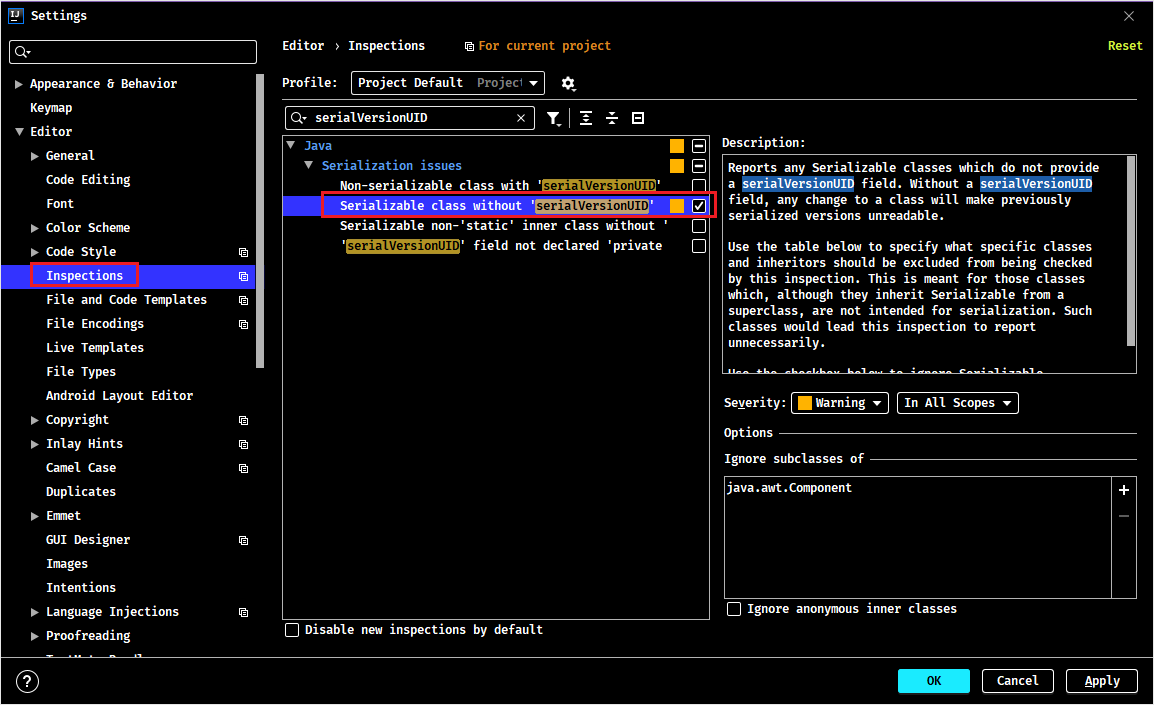 Settings
Editor › Inspections For current project Reset
Profile: Project Default Project
serialVersionUID
Appearance & Behavior
Keymap
Editor
General
Code Editing
Font
Color Scheme
Code Style
Inspections
File and Code Templates
File Encodings
Live Templates
File Types
Android Layout Editor
Copyright
Inlay Hints
Camel Case
Duplicates
Emmet
GUI Designer
Images
Intentions
Language Injections
Proofreading
Java
Serialization issues
Non-serializable class with 'serialVersionUID'
Serializable class without 'serialVersionUID'
Serializable non-'static' inner class without '
'serialVersionUID' field not declared 'private
Disable new inspections by default
Description:
Reports any Serializable classes which do not provide
a serialVersionUID field. Without a serialVersionUID
field, any change to a class will make previously
serialized versions unreadable.
Use the table below to specify what specific classes
and inheritors should be excluded from being checked
by this inspection. This is meant for those classes
which, although they inherit Serializable from a
superclass, are not intended for serialization. Such
classes would lead this inspection to report
unnecessarily.
Use the checkbox below to ignore Serializable
Severity: Warning In All Scopes
Options
Ignore subclasses of
java.awt.Component
Ignore anonymous inner classes
? OK Cancel Apply